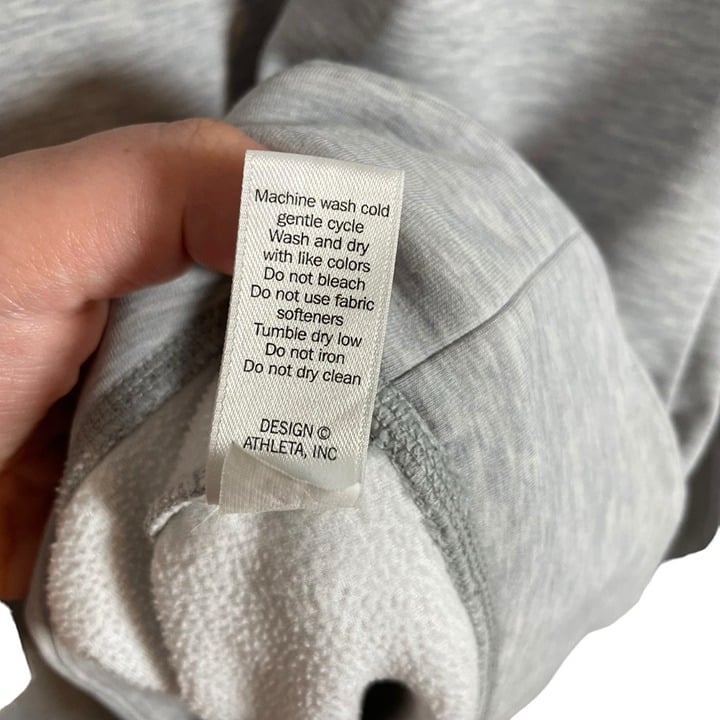 Machine wash cold
gentle cycle
Wash and dry
with like colors
Do not bleach
Do not use fabric
softeners
Tumble dry low
Do not iron
Do not dry clean
DESIGN ©
ATHLETA, INC